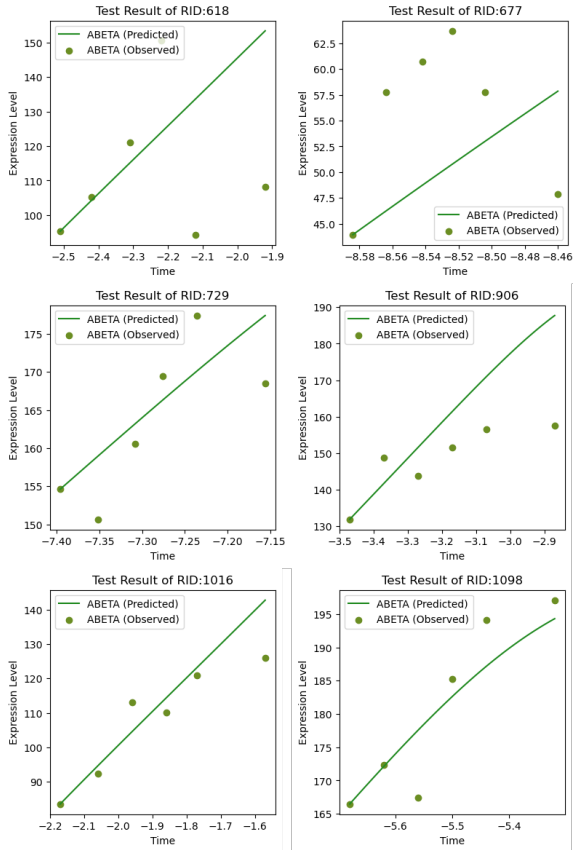 Test Result of RID:618
ABETA (Predicted)
ABETA (Observed)
Expression Level
150
140
130
120
110
100
−2.5 −2.4 −2.3 −2.2 −2.1 −2.0 −1.9
Time
Test Result of RID:677
ABETA (Predicted)
ABETA (Observed)
Expression Level
62.5
60.0
57.5
55.0
52.5
50.0
47.5
45.0
−8.58 −8.56 −8.54 −8.52 −8.50 −8.48 −8.46
Time
Test Result of RID:729
ABETA (Predicted)
ABETA (Observed)
Expression Level
175
170
165
160
155
150
−7.40 −7.35 −7.30 −7.25 −7.20 −7.15
Time
Test Result of RID:906
ABETA (Predicted)
ABETA (Observed)
Expression Level
190
180
170
160
150
140
130
−3.5 −3.4 −3.3 −3.2 −3.1 −3.0 −2.9
Time
Test Result of RID:1016
ABETA (Predicted)
ABETA (Observed)
Expression Level
140
130
120
110
100
90
−2.2 −2.1 −2.0 −1.9 −1.8 −1.7 −1.6
Time
Test Result of RID:1098
ABETA (Predicted)
ABETA (Observed)
Expression Level
195
190
185
180
175
170
165
−5.6 −5.5 −5.4
Time